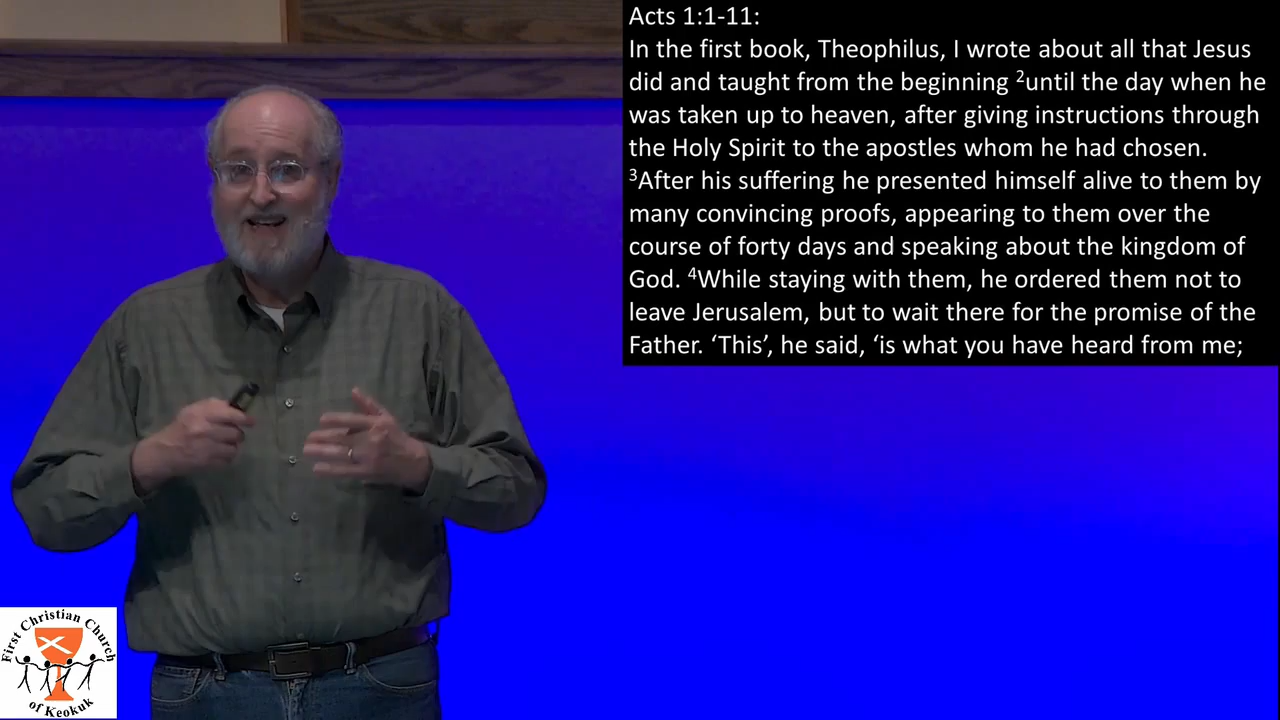 Acts 1:1-11:
In the first book, Theophilus, I wrote about all that Jesus
did and taught from the beginning ²until the day when he
was taken up to heaven, after giving instructions through
the Holy Spirit to the apostles whom he had chosen.
³After his suffering he presented himself alive to them by
many convincing proofs, appearing to them over the
course of forty days and speaking about the kingdom of
God. ⁴While staying with them, he ordered them not to
leave Jerusalem, but to wait there for the promise of the
Father. ‘This’, he said, ‘is what you have heard from me;
First Christian Church
of Keokuk